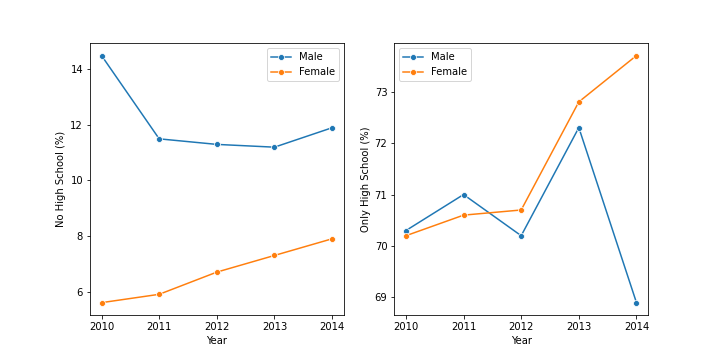 No High School (%)
14
12
10
8
6
Male
Female
2010 2011 2012 2013 2014
Year
Only High School (%)
73
72
71
70
69
Male
Female
2010 2011 2012 2013 2014
Year